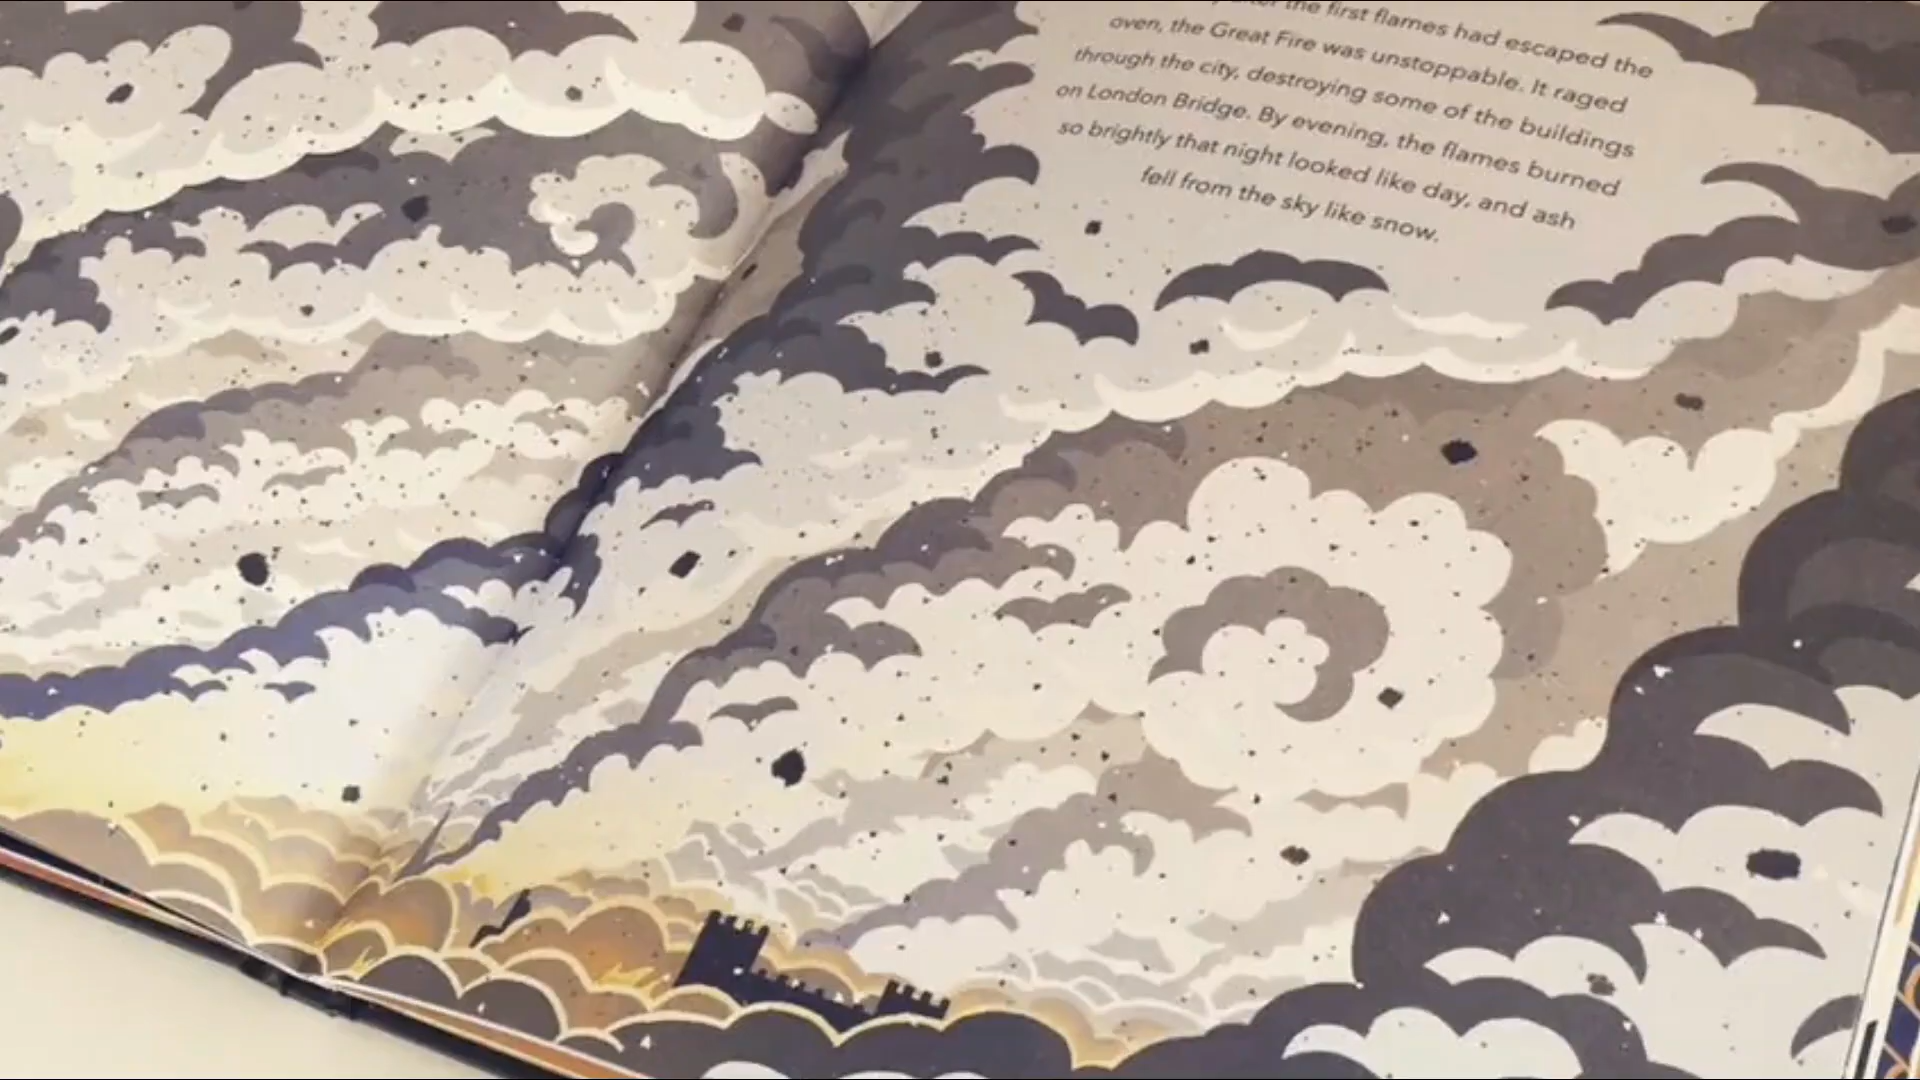 the first flames had escaped the
oven, the Great Fire was unstoppable. It raged
through the city, destroying some of the buildings
on London Bridge. By evening, the flames burned
so brightly that night looked like day, and ash
fell from the sky like snow.